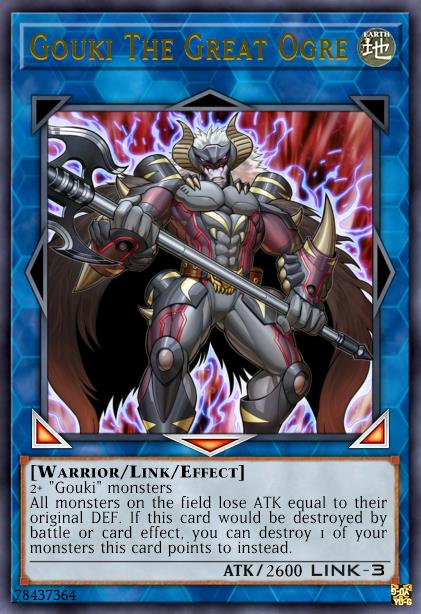 Gouki The Great Ogre
EARTH
地
[Warrior/Link/Effect]
2+ "Gouki" monsters
All monsters on the field lose ATK equal to their
original DEF. If this card would be destroyed by
battle or card effect, you can destroy 1 of your
monsters this card points to instead.
ATK/2600 LINK-3
78437364